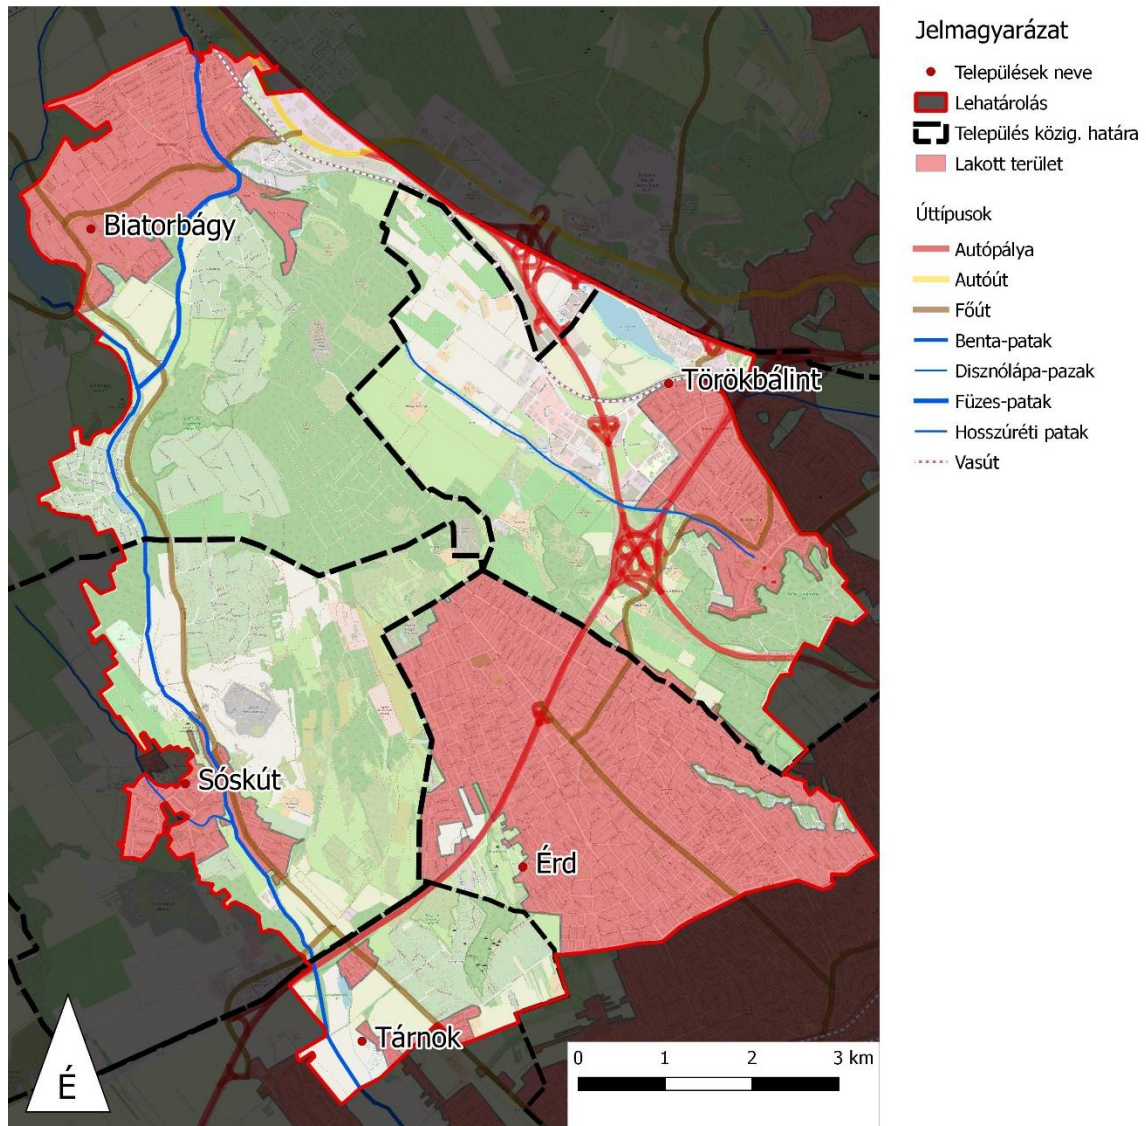 Jelmagyarázat
Települések neve
Lehatárolás
Település közig. határa
Lakott terület
Úttípusok
Autópálya
Autóút
Főút
Benta-patak
Disznólápa-pazak
Füzes-patak
Hosszúréti patak
Vasút
Biatorbágy
Törökbálint
Sóskút
Érd
Tárnok
É
0 1 2 3 km